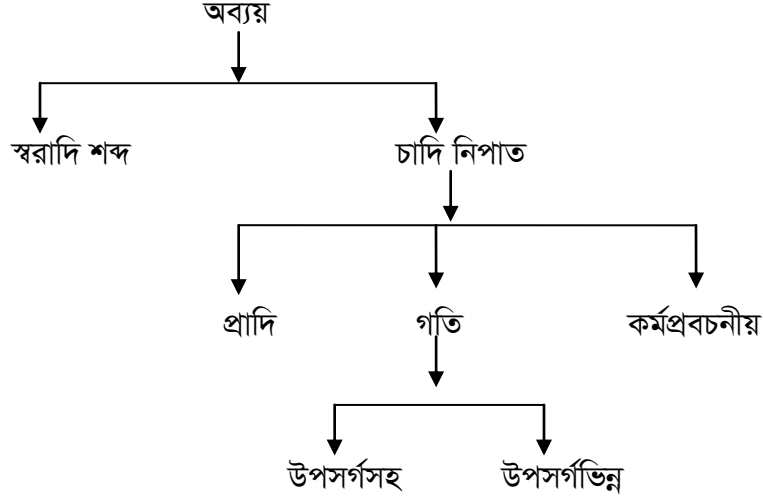 অব্যয়
স্বরাদি শব্দ চাদি নিপাত
প্রাদি গতি কর্মপ্রবচনীয়
উপসর্গসহ উপসর্গভিন্ন